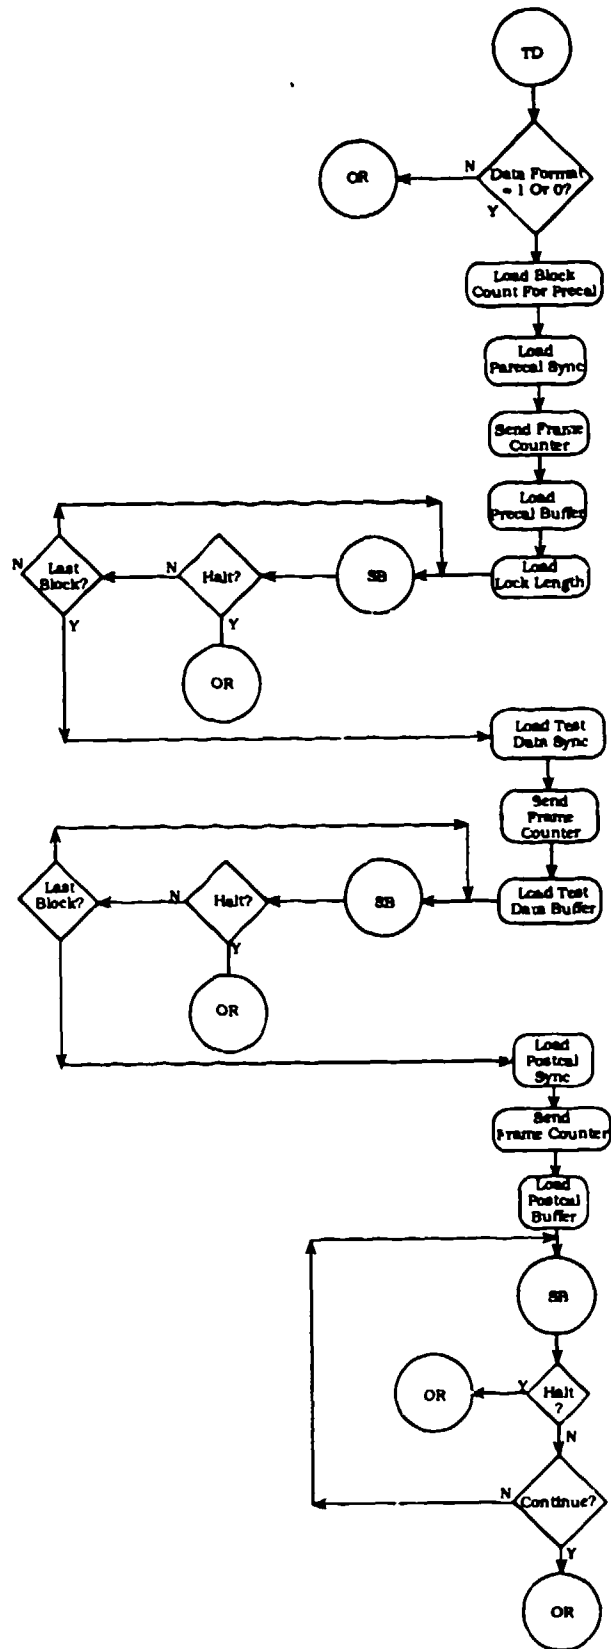 TD
N
Data Format
= 1 Or 0?
Y
OR
Load Block
Count For Precal
Load
Parecal Sync
Send Frame
Counter
Load
Precal Buffer
Load
Lock Length
SB
N
Halt?
Y
OR
N
Last
Block?
Y
Load Test
Data Sync
Send
Frame
Counter
Load Test
Data Buffer
SB
N
Halt?
Y
OR
Last
Block?
Load
Postcal
Sync
Send
Frame Counter
Load
Postcal
Buffer
SB
OR
Y
Halt
?
N
N
Continue?
Y
OR